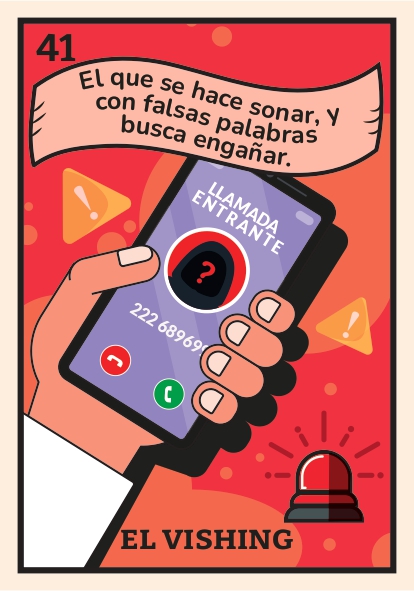 41
El que se hace sonar, y
con falsas palabras
busca engañar.
LLAMADA
ENTRANTE
?
!
!
222 68969
EL VISHING